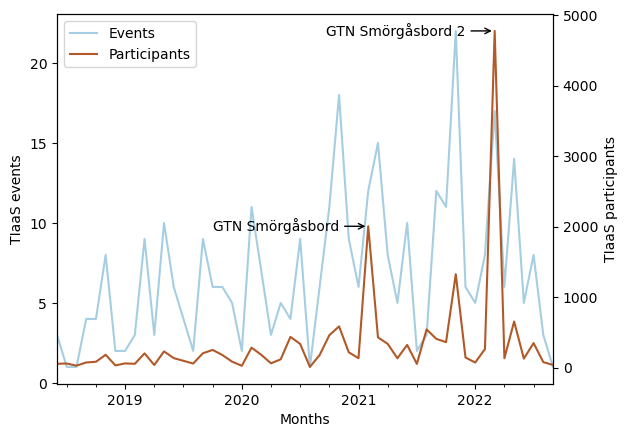 GTN Smörgåsbord 2
Events
Participants
GTN Smörgåsbord
TIaaS events
0
5
10
15
20
TIaaS participants
0
1000
2000
3000
4000
5000
2019
2020
2021
2022
Months